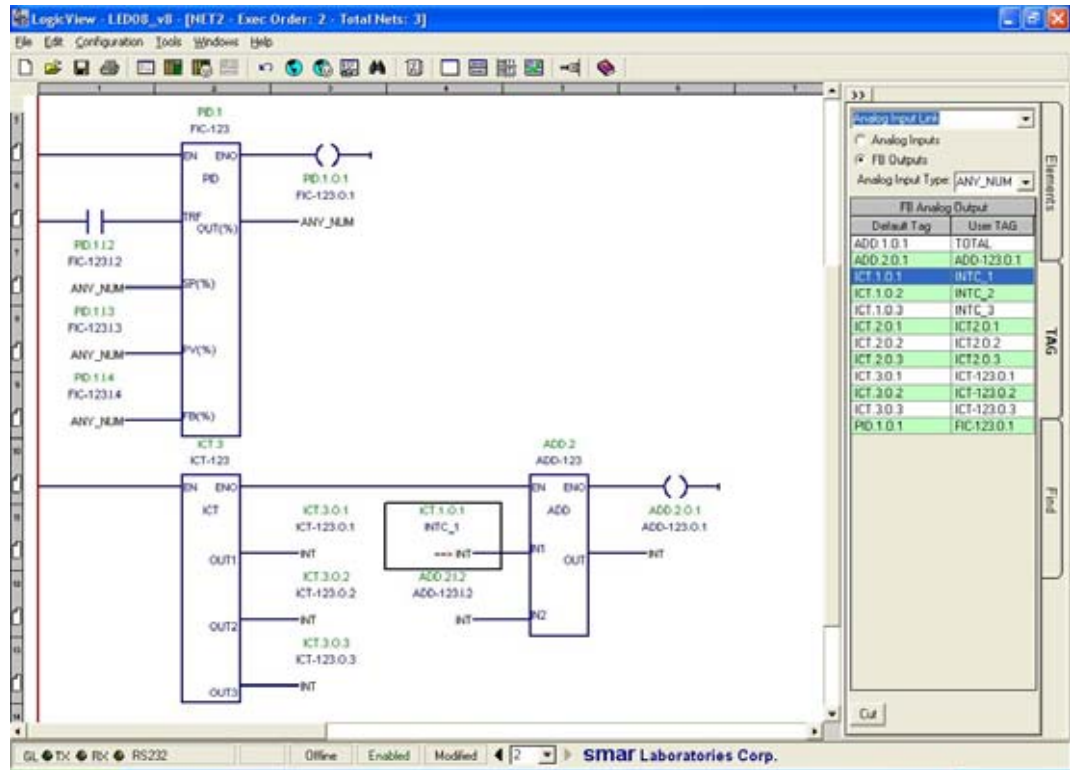 LogicView - LED08_v8 - [NET2 - Exec Order: 2 - Total Nets: 3]
File Edit Configuration Tools Windows Help
1 2 3 4 5 6 7
PID.1
FIC-123
EN ENO
PID
PID.1.O.1
FIC-123.O.1
TRF
OUT(%)
ANY_NUM
PID.1.I.2
FIC-123.I.2
ANY_NUM
SP(%)
PID.1.I.3
FIC-123.I.3
ANY_NUM
PV(%)
PID.1.I.4
FIC-123.I.4
ANY_NUM
FB(%)
ICT.3
ICT-123
ADD.2
ADD-123
EN ENO
EN ENO
ICT
ICT.3.O.1
ICT-123.O.1
ICT.1.O.1
INTC_1
ADD
ADD.2.O.1
ADD-123.O.1
OUT1
INT
INT
IN1
OUT
INT
ICT.3.O.2
ICT-123.O.2
ADD.2.I.2
ADD-123.I.2
OUT2
INT
INT
IN2
ICT.3.O.3
ICT-123.O.3
OUT3
INT
>>
Analog Input Link
Analog Inputs
FB Outputs
Analog Input Type: ANY_NUM
FB Analog Output
Default Tag User TAG
ADD.1.O.1 TOTAL
ADD.2.O.1 ADD-123.O.1
ICT.1.O.1 INTC_1
ICT.1.O.2 INTC_2
ICT.1.O.3 INTC_3
ICT.2.O.1 ICT2.O.1
ICT.2.O.2 ICT2.O.2
ICT.2.O.3 ICT2.O.3
ICT.3.O.1 ICT-123.O.1
ICT.3.O.2 ICT-123.O.2
ICT.3.O.3 ICT-123.O.3
PID.1.O.1 FIC-123.O.1
Cut
Elements
TAG
Find
GL TX RX RS232 Offline Enabled Modified 2 smar Laboratories Corp.